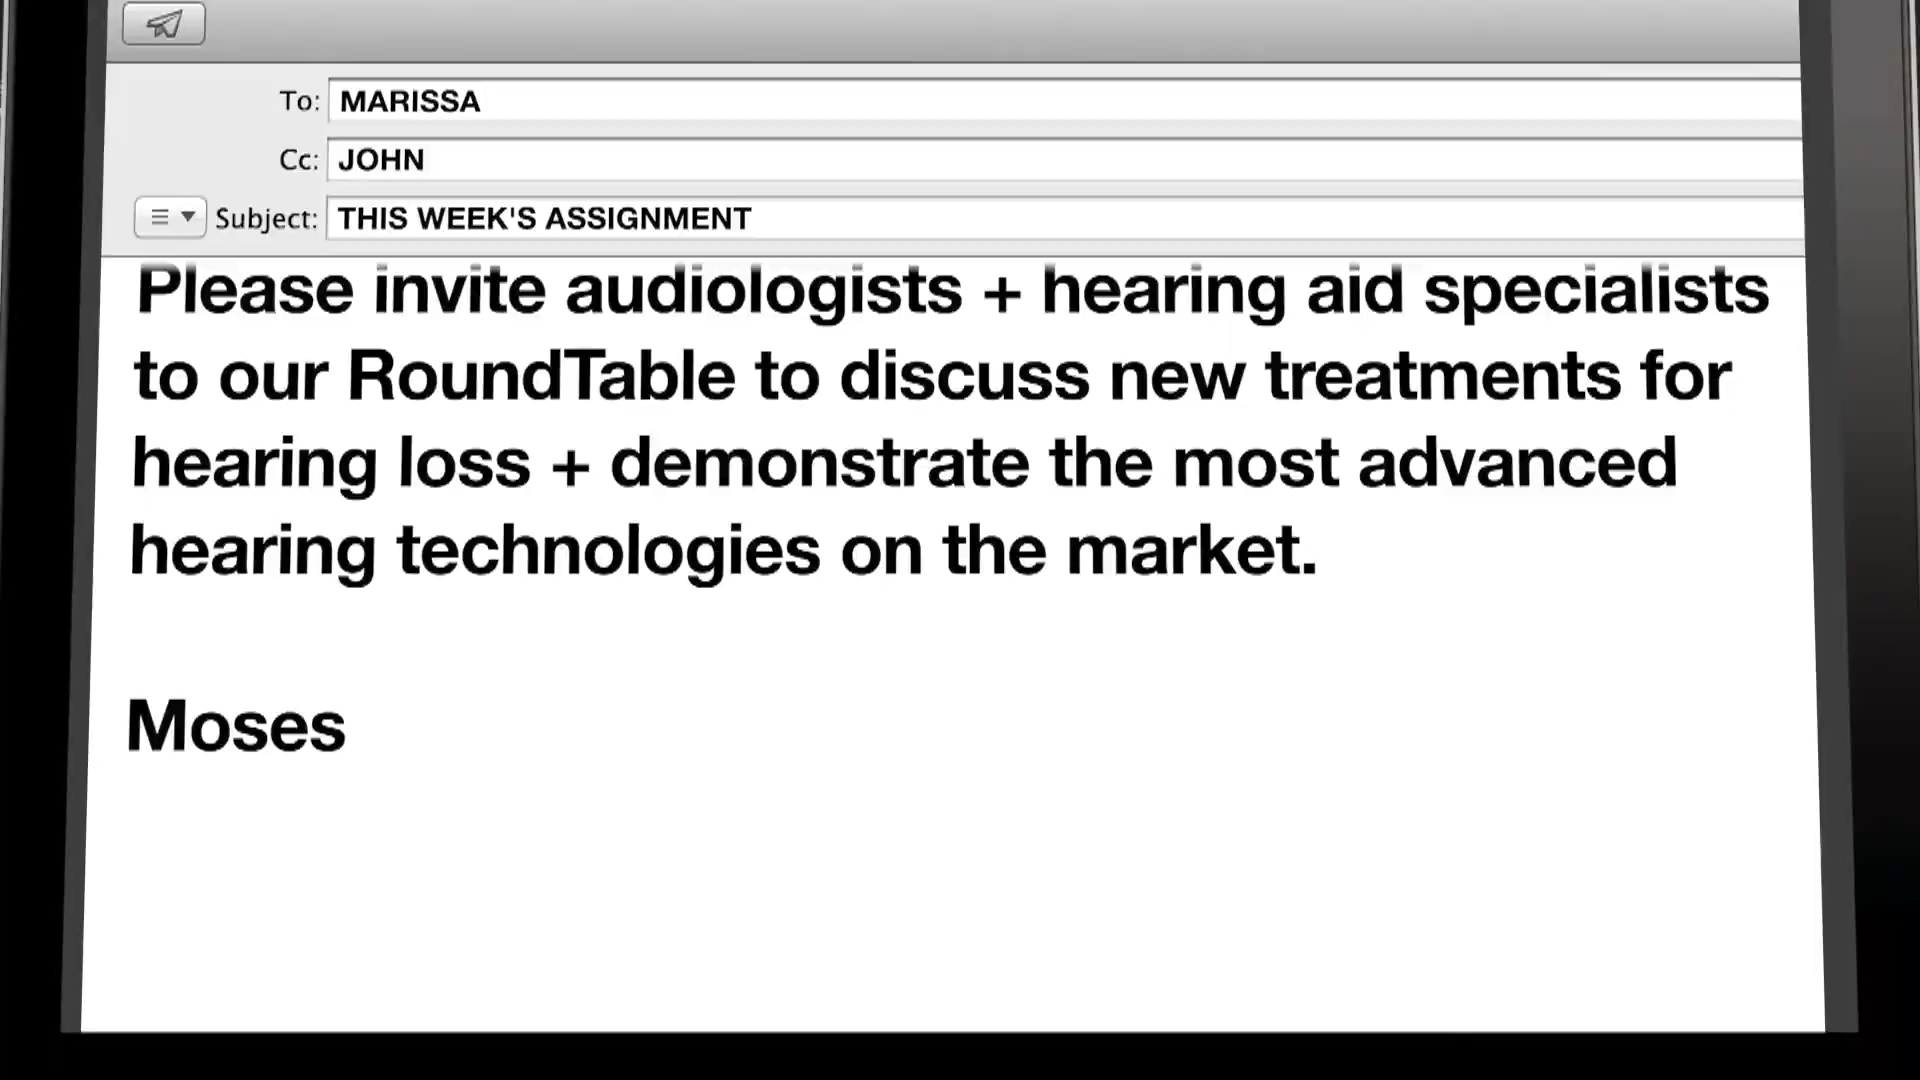 To: MARISSA
Cc: JOHN
Subject: THIS WEEK'S ASSIGNMENT
Please invite audiologists + hearing aid specialists
to our RoundTable to discuss new treatments for
hearing loss + demonstrate the most advanced
hearing technologies on the market.
Moses